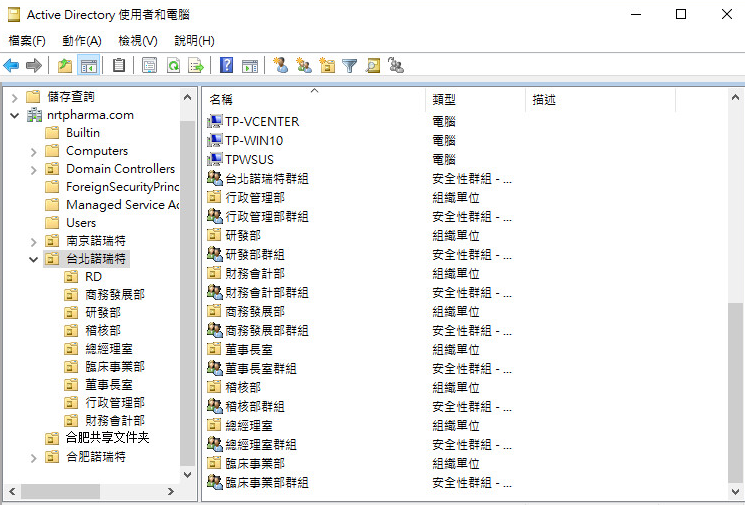 Active Directory 使用者和電腦
檔案(F) 動作(A) 檢視(V) 說明(H)
儲存查詢
nrtpharma.com
Builtin
Computers
Domain Controllers
ForeignSecurityPrinc
Managed Service Ac
Users
南京諾瑞特
台北諾瑞特
RD
商務發展部
研發部
稽核部
總經理室
臨床事業部
董事長室
行政管理部
財務會計部
合肥共享文件夹
合肥諾瑞特
名稱 類型 描述
TP-VCENTER 電腦
TP-WIN10 電腦
TPWSUS 電腦
台北諾瑞特群組 安全性群組 - ...
行政管理部 組織單位
行政管理部群組 安全性群組 - ...
研發部 組織單位
研發部群組 安全性群組 - ...
財務會計部 組織單位
財務會計部群組 安全性群組 - ...
商務發展部 組織單位
商務發展部群組 安全性群組 - ...
董事長室 組織單位
董事長室群組 安全性群組 - ...
稽核部 組織單位
稽核部群組 安全性群組 - ...
總經理室 組織單位
總經理室群組 安全性群組 - ...
臨床事業部 組織單位
臨床事業部群組 安全性群組 - ...